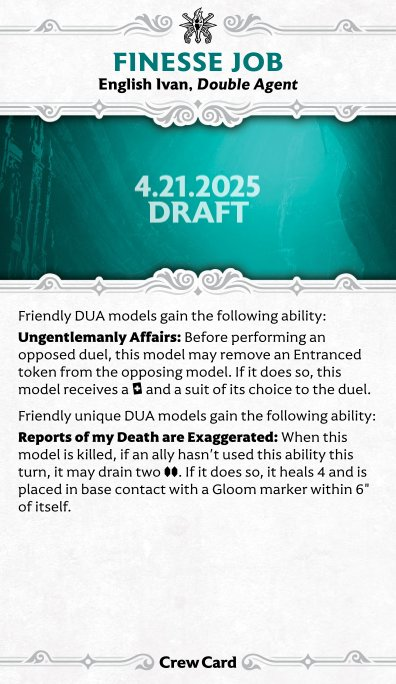 FINESSE JOB
English Ivan, Double Agent
4.21.2025
DRAFT
Friendly DUA models gain the following ability:
Ungentlemanly Affairs: Before performing an
opposed duel, this model may remove an Entranced
token from the opposing model. If it does so, this
model receives a and a suit of its choice to the duel.
Friendly unique DUA models gain the following ability:
Reports of my Death are Exaggerated: When this
model is killed, if an ally hasn't used this ability this
turn, it may drain two . If it does so, it heals 4 and is
placed in base contact with a Gloom marker within 6"
of itself.
Crew Card